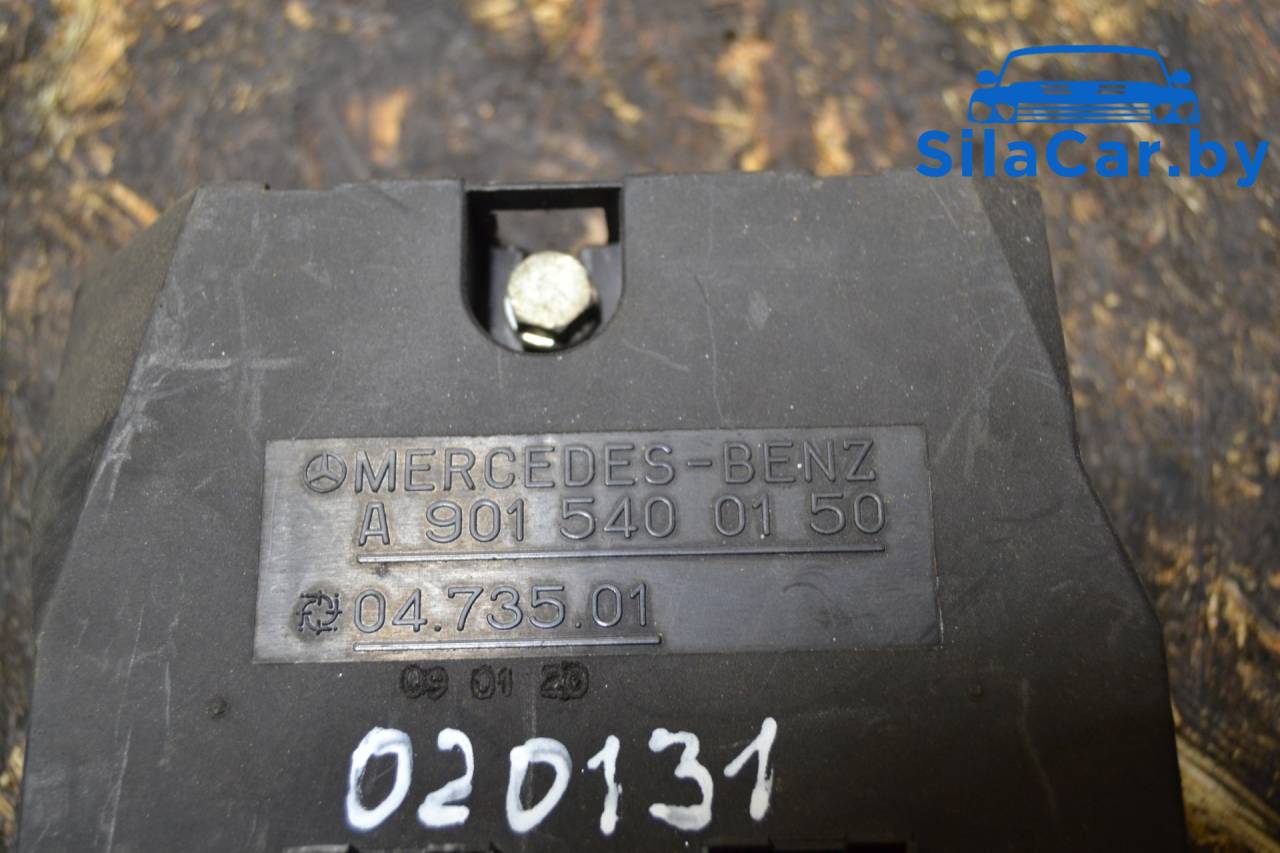 SilaCar.by
MERCEDES-BENZ
A 901 540 01 50
04.735.01
09 01 20
020131